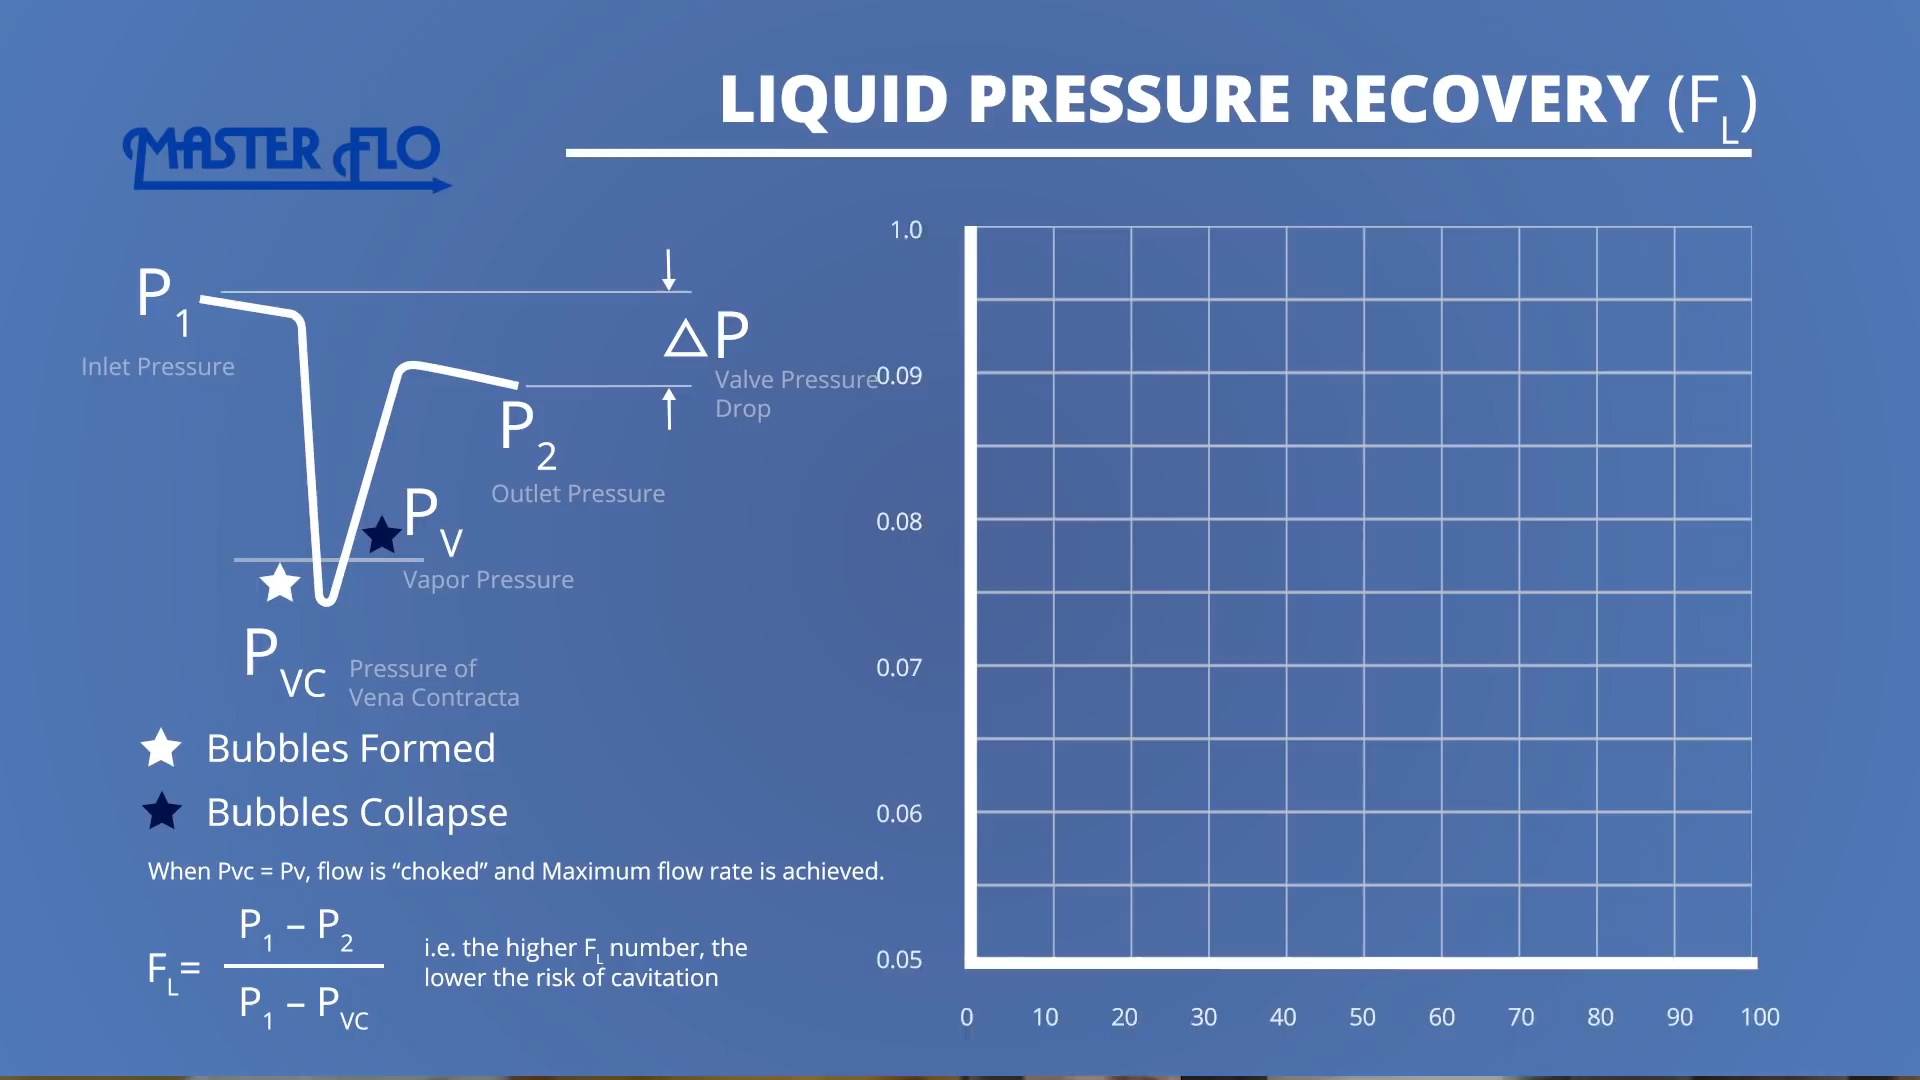 LIQUID PRESSURE RECOVERY (FL)
MASTER FLO
P1
Inlet Pressure
△P
Valve Pressure
Drop
P2
Outlet Pressure
PV
Vapor Pressure
PVC
Pressure of
Vena Contracta
Bubbles Formed
Bubbles Collapse
When Pvc = Pv, flow is “choked” and Maximum flow rate is achieved.
FL=
P1 – P2
P1 – PVC
i.e. the higher FL number, the
lower the risk of cavitation
1.0
0.09
0.08
0.07
0.06
0.05
0 10 20 30 40 50 60 70 80 90 100